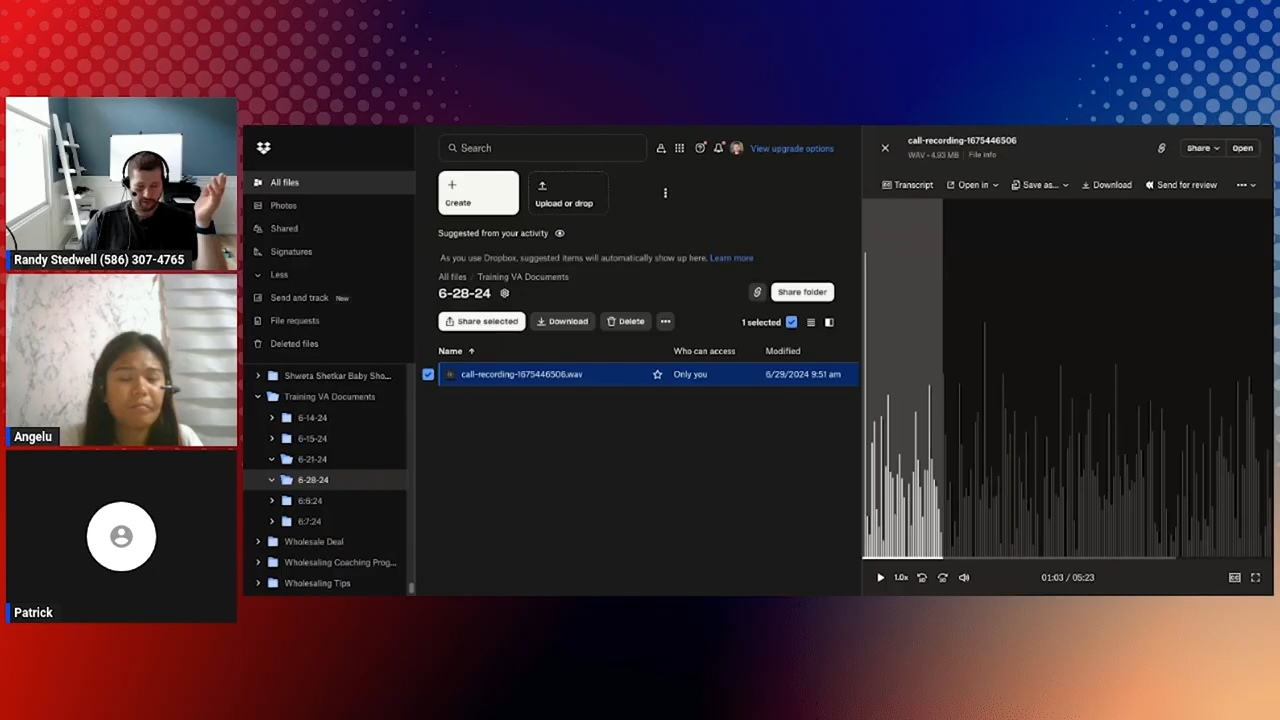 Randy Stedwell (586) 307-4765
Angelu
Patrick
All files
Photos
Shared
Signatures
Less
Send and track New
File requests
Deleted files
Shweta Shetkar Baby Sho...
Training VA Documents
6-14-24
6-15-24
6-21-24
6-28-24
6:6:24
6:7:24
Wholesale Deal
Wholesaling Coaching Prog...
Wholesaling Tips
Search
View upgrade options
Create
Upload or drop
Suggested from your activity
As you use Dropbox, suggested items will automatically show up here. Learn more
All files / Training VA Documents
6-28-24
Share folder
Share selected Download Delete
1 selected
Name Who can access Modified
call-recording-1675446506.wav Only you 6/29/2024 9:51 am
call-recording-1675446506
WAV - 4.93 MB File info
Share Open
Transcript Open in Save as... Download Send for review
1.0x 01:03 / 05:23